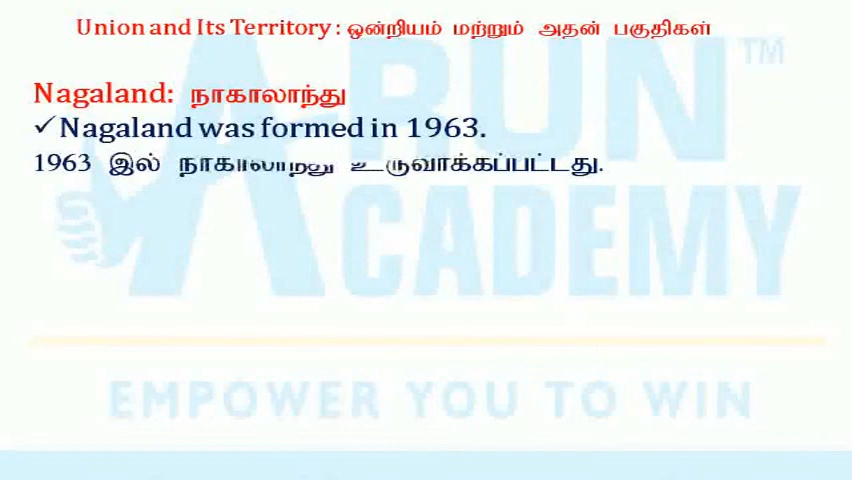 Union and Its Territory : ஒன்றியம் மற்றும் அதன் பகுதிகள்
Nagaland: நாகாலாந்து
✓Nagaland was formed in 1963.
1963 இல் நாகாலாந்து உருவாக்கப்பட்டது.
ARUN TM
ACADEMY
EMPOWER YOU TO WIN